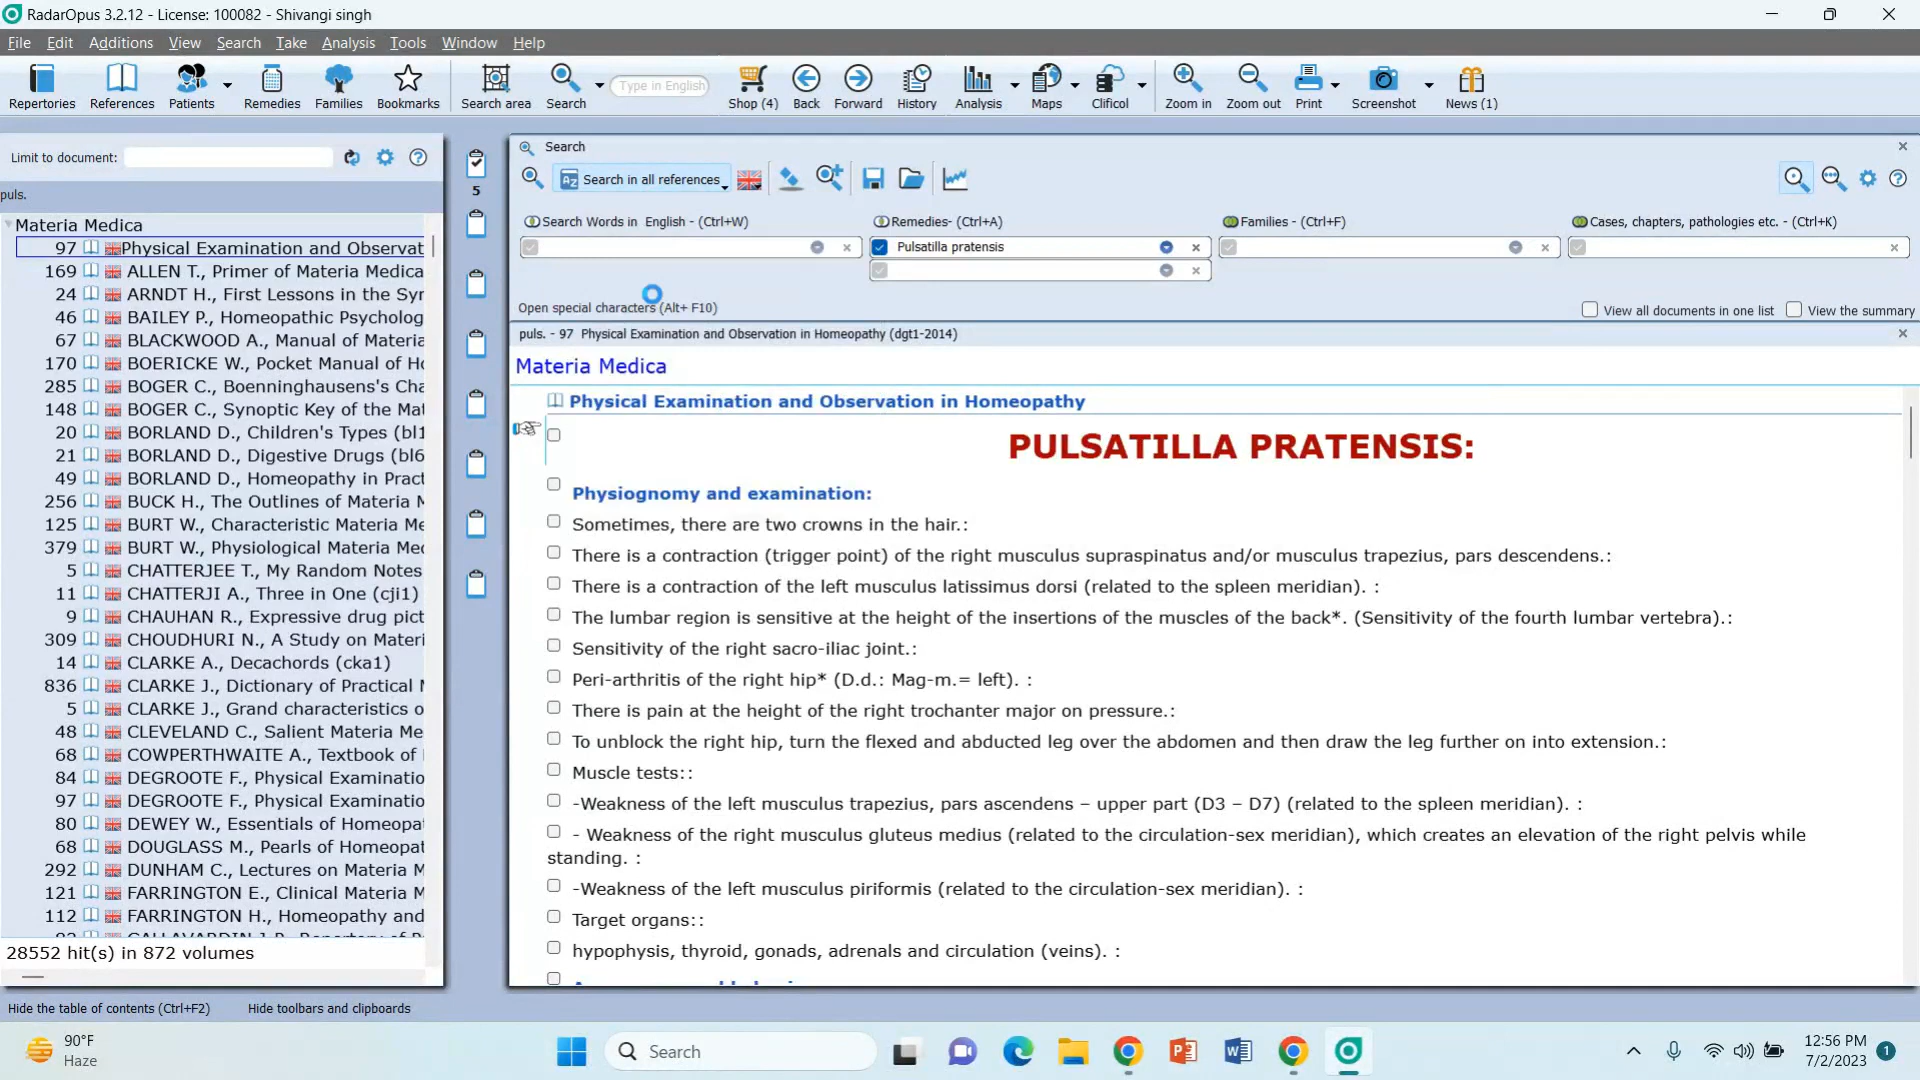 RadarOpus 3.2.12 - License: 100082 - Shivangi singh
File Edit Additions View Search Take Analysis Tools Window Help
Repertories References Patients Remedies Families Bookmarks Search area Search Type in English Shop (4) Back Forward History Analysis Maps Clificol Zoom in Zoom out Print Screenshot News (1)
Limit to document:
puls.
Materia Medica
97 Physical Examination and Observat
169 ALLEN T., Primer of Materia Medica
24 ARNDT H., First Lessons in the Syr
46 BAILEY P., Homeopathic Psycholog
67 BLACKWOOD A., Manual of Materia
170 BOERICKE W., Pocket Manual of Ho
285 BOGER C., Boenninghausens's Cha
148 BOGER C., Synoptic Key of the Mat
20 BORLAND D., Children's Types (bl1
21 BORLAND D., Digestive Drugs (bl6
49 BORLAND D., Homeopathy in Pract
256 BUCK H., The Outlines of Materia M
125 BURT W., Characteristic Materia Me
379 BURT W., Physiological Materia Med
5 CHATTERJEE T., My Random Notes
11 CHATTERJI A., Three in One (cji1)
9 CHAUHAN R., Expressive drug pict
309 CHOUDHURI N., A Study on Materi
14 CLARKE A., Decachords (cka1)
836 CLARKE J., Dictionary of Practical M
5 CLARKE J., Grand characteristics o
48 CLEVELAND C., Salient Materia Me
68 COWPERTHWAITE A., Textbook of
84 DEGROOTE F., Physical Examinatio
97 DEGROOTE F., Physical Examinatio
80 DEWEY W., Essentials of Homeopa
68 DOUGLASS M., Pearls of Homeopat
292 DUNHAM C., Lectures on Materia M
121 FARRINGTON E., Clinical Materia M
112 FARRINGTON H., Homeopathy and
28552 hit(s) in 872 volumes
5
Search
AZ Search in all references
Search Words in English - (Ctrl+W) Remedies- (Ctrl+A) Families - (Ctrl+F) Cases, chapters, pathologies etc. - (Ctrl+K)
Pulsatilla pratensis
Open special characters (Alt+ F10) View all documents in one list View the summary
puls. - 97 Physical Examination and Observation in Homeopathy (dgt1-2014)
Materia Medica
Physical Examination and Observation in Homeopathy
PULSATILLA PRATENSIS:
Physiognomy and examination:
Sometimes, there are two crowns in the hair.:
There is a contraction (trigger point) of the right musculus supraspinatus and/or musculus trapezius, pars descendens.:
There is a contraction of the left musculus latissimus dorsi (related to the spleen meridian). :
The lumbar region is sensitive at the height of the insertions of the muscles of the back*. (Sensitivity of the fourth lumbar vertebra).:
Sensitivity of the right sacro-iliac joint.:
Peri-arthritis of the right hip* (D.d.: Mag-m.= left). :
There is pain at the height of the right trochanter major on pressure.:
To unblock the right hip, turn the flexed and abducted leg over the abdomen and then draw the leg further on into extension.:
Muscle tests::
-Weakness of the left musculus trapezius, pars ascendens – upper part (D3 – D7) (related to the spleen meridian). :
- Weakness of the right musculus gluteus medius (related to the circulation-sex meridian), which creates an elevation of the right pelvis while
standing. :
-Weakness of the left musculus piriformis (related to the circulation-sex meridian). :
Target organs::
hypophysis, thyroid, gonads, adrenals and circulation (veins). :
Hide the table of contents (Ctrl+F2) Hide toolbars and clipboards
90°F
Haze
Search
12:56 PM
7/2/2023
1